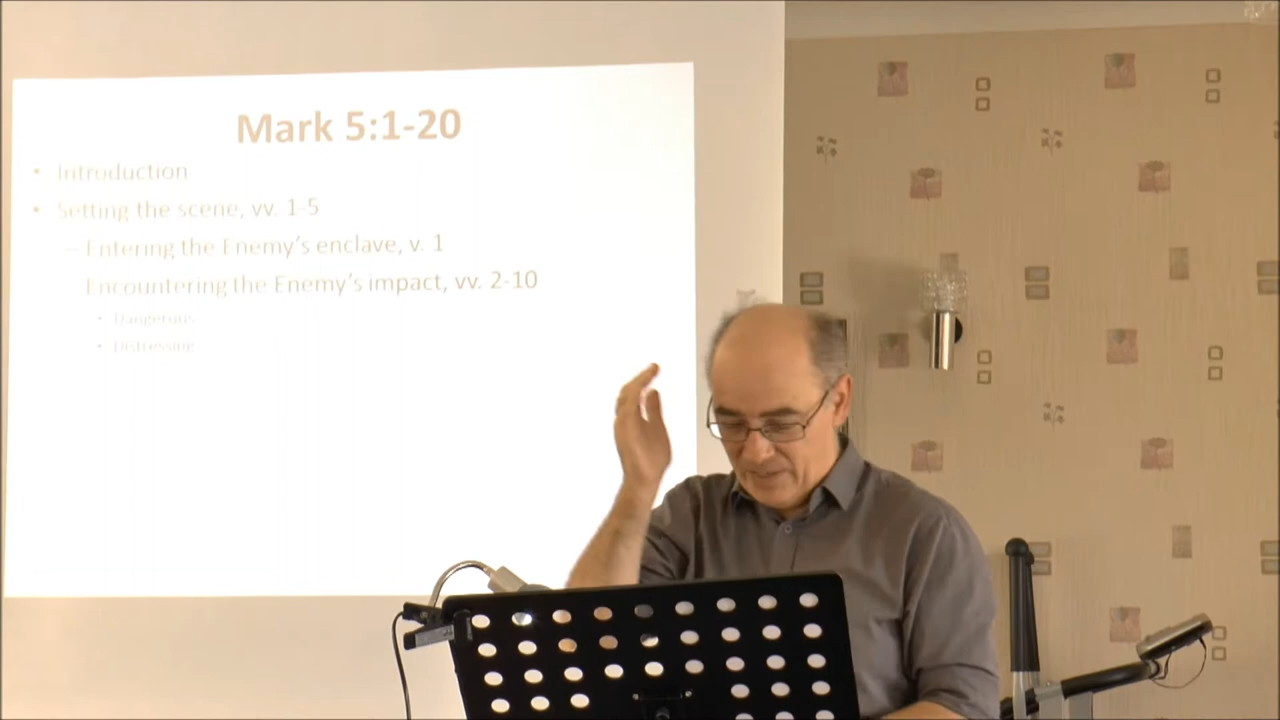 Mark 5:1-20
• Introduction
• Setting the scene, vv. 1-5
– Entering the Enemy's enclave, v. 1
Encountering the Enemy's impact, vv. 2-10
• Dangerous
• Distressing